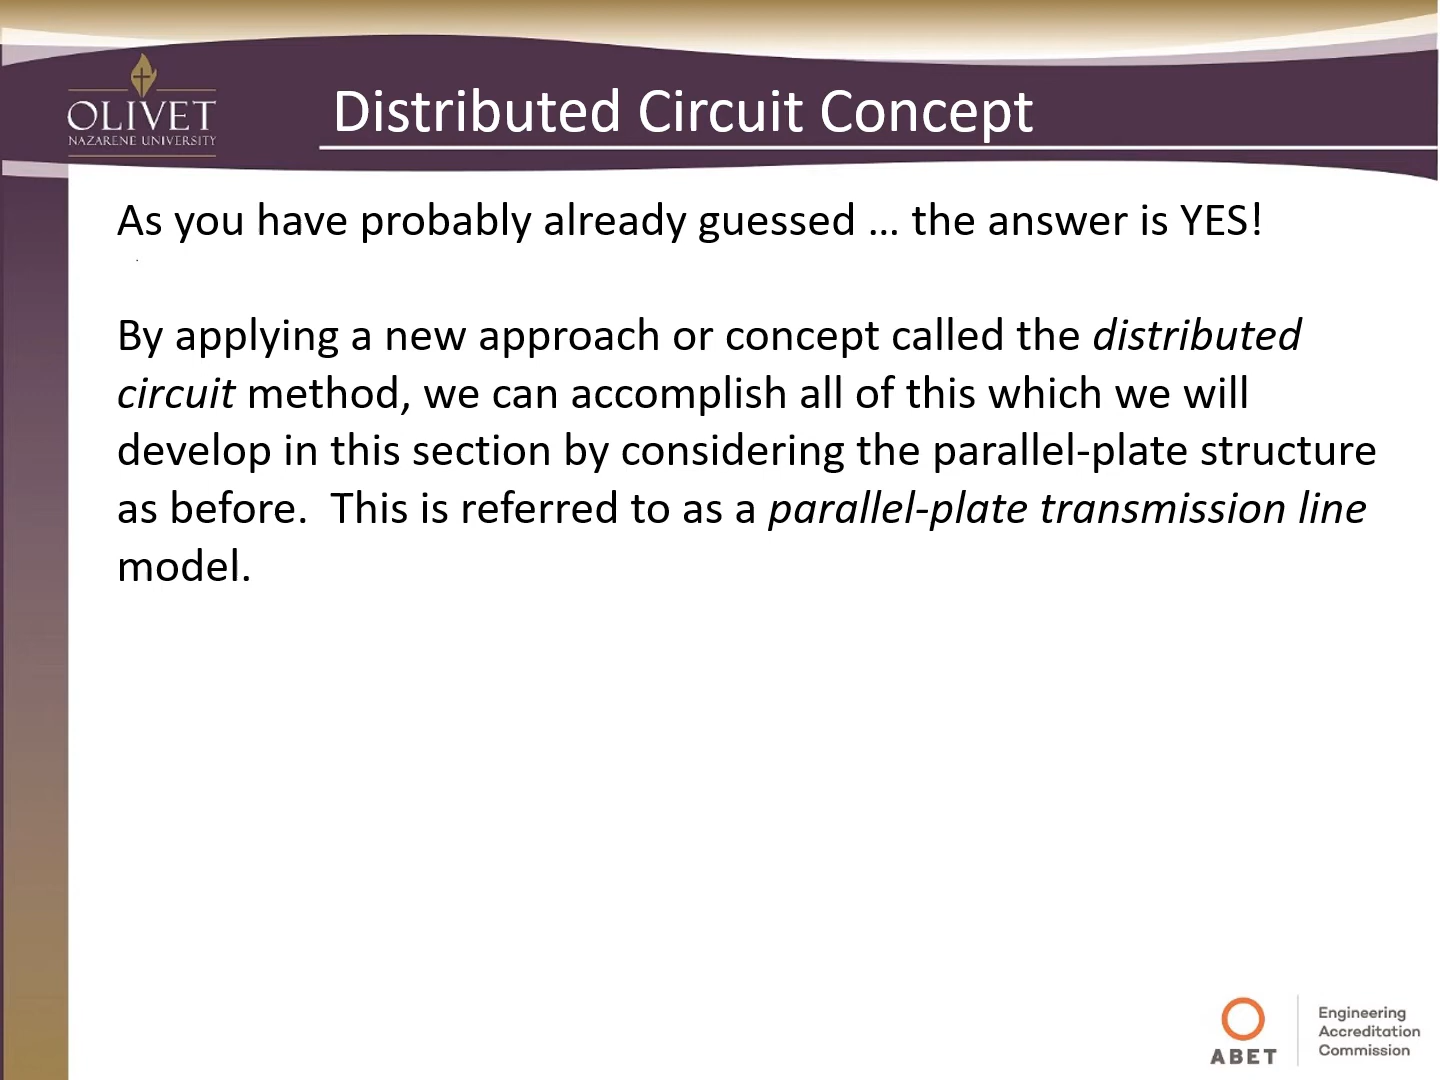 OLIVET
NAZARENE UNIVERSITY
Distributed Circuit Concept
As you have probably already guessed … the answer is YES!
By applying a new approach or concept called the distributed
circuit method, we can accomplish all of this which we will
develop in this section by considering the parallel-plate structure
as before.  This is referred to as a parallel-plate transmission line
model.
ABET
Engineering
Accreditation
Commission